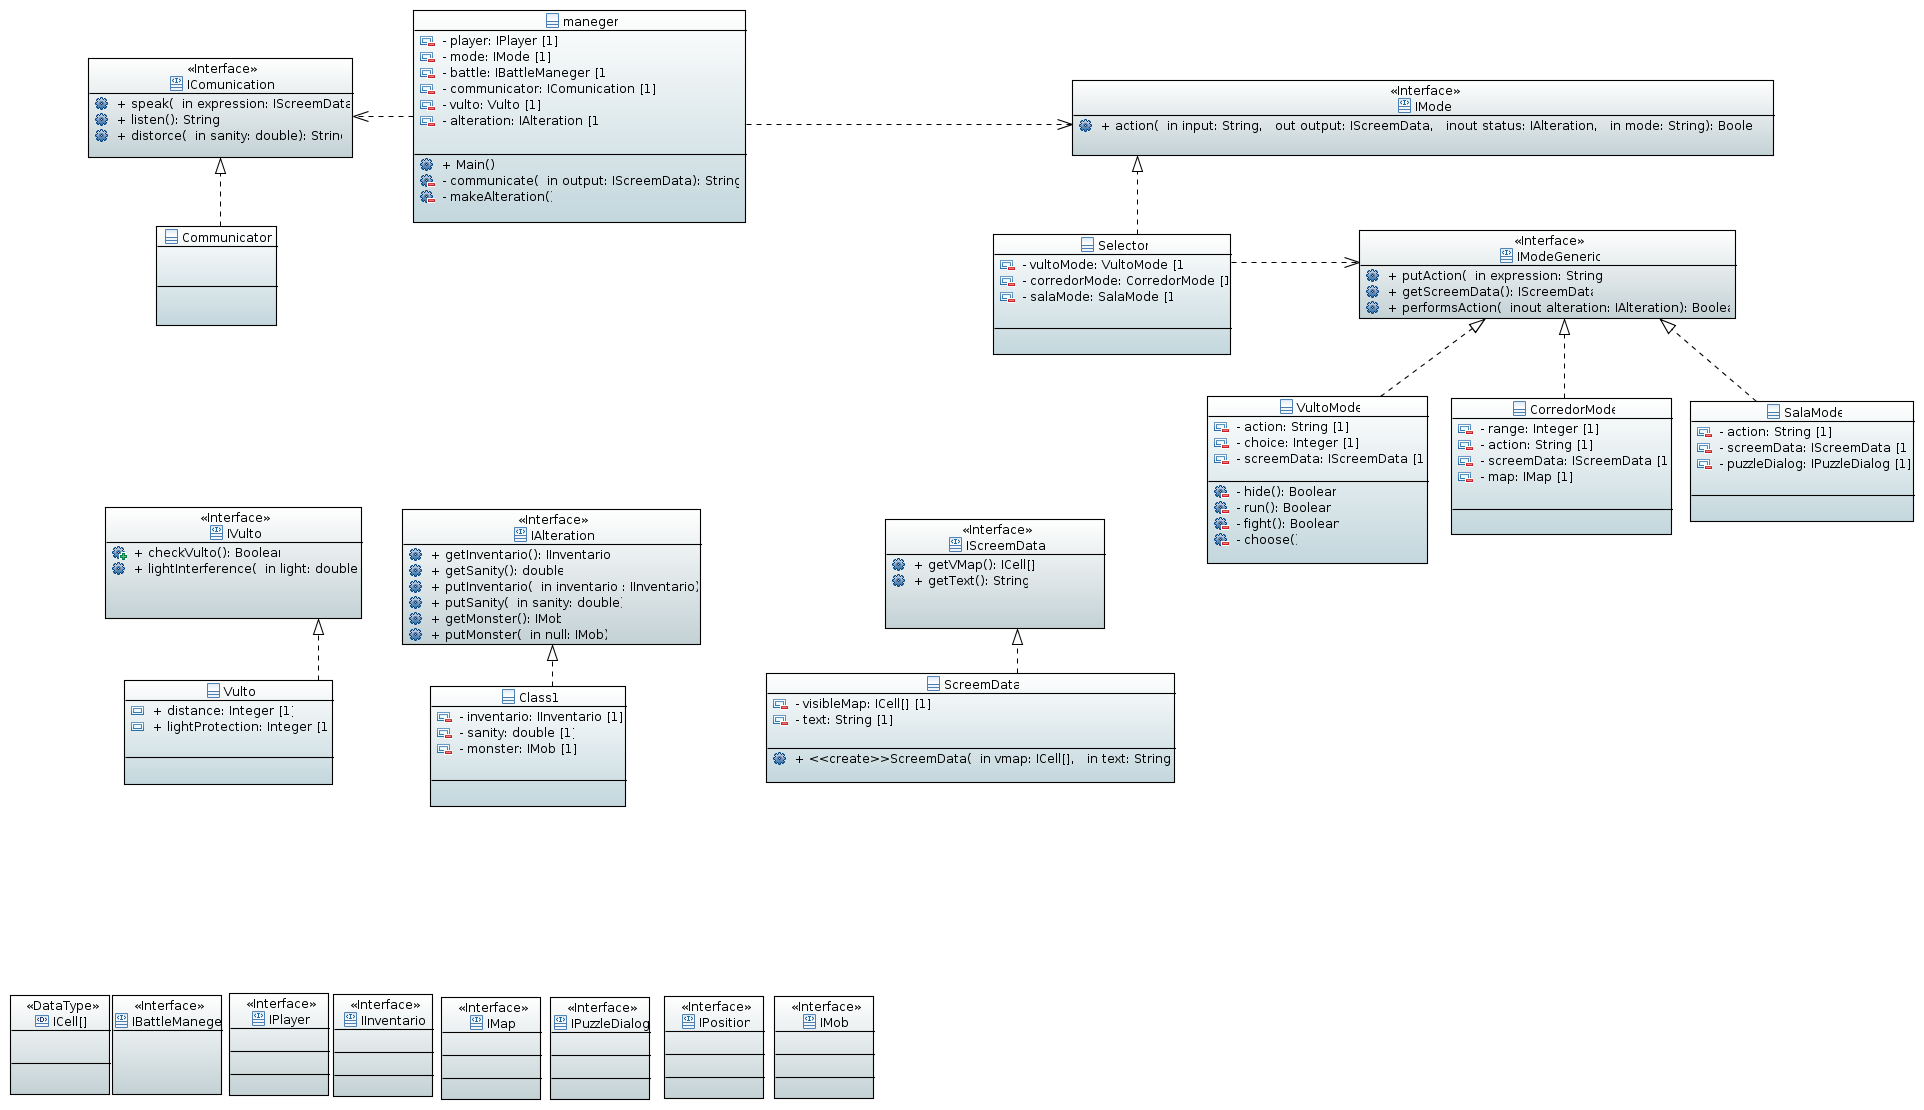 maneger
- player: IPlayer [1]
- mode: IMode [1]
- battle: IBattleManeger [1
- communicator: IComunication [1]
- vulto: Vulto [1]
- alteration: IAlteration [1
+ Main()
- communicate(  in output: IScreemData): String
- makeAlteration()
«Interface»
IComunication
+ speak(  in expression: IScreemData
+ listen(): String
+ distorce(  in sanity: double): String
Communicator
«Interface»
IMode
+ action(  in input: String,   out output: IScreemData,   inout status: IAlteration,   in mode: String): Boole
Selector
- vultoMode: VultoMode [1
- corredorMode: CorredorMode [1]
- salaMode: SalaMode [1
«Interface»
IModeGeneric
+ putAction(  in expression: String
+ getScreemData(): IScreemData
+ performsAction(  inout alteration: IAlteration): Boolea
VultoMode
- action: String [1]
- choice: Integer [1]
- screemData: IScreemData [1
- hide(): Boolean
- run(): Boolean
- fight(): Boolean
- choose()
CorredorMode
- range: Integer [1]
- action: String [1]
- screemData: IScreemData [1
- map: IMap [1]
SalaMode
- action: String [1]
- screemData: IScreemData [1
- puzzleDialog: IPuzzleDialog [1]
«Interface»
IVulto
+ checkVulto(): Boolean
+ lightInterference(  in light: double
Vulto
+ distance: Integer [1]
+ lightProtection: Integer [1
«Interface»
IAlteration
+ getInventario(): IInventario
+ getSanity(): double
+ putInventario(  in inventario : IInventario)
+ putSanity(  in sanity: double)
+ getMonster(): IMob
+ putMonster(  in null: IMob)
Class1
- inventario: IInventario [1]
- sanity: double [1]
- monster: IMob [1]
«Interface»
IScreemData
+ getVMap(): ICell[]
+ getText(): String
ScreemData
- visibleMap: ICell[] [1]
- text: String [1]
+ <<create>>ScreemData(  in vmap: ICell[],   in text: String
«DataType»
ICell[]
«Interface»
IBattleManege
«Interface»
IPlayer
«Interface»
IInventario
«Interface»
IMap
«Interface»
IPuzzleDialog
«Interface»
IPosition
«Interface»
IMob